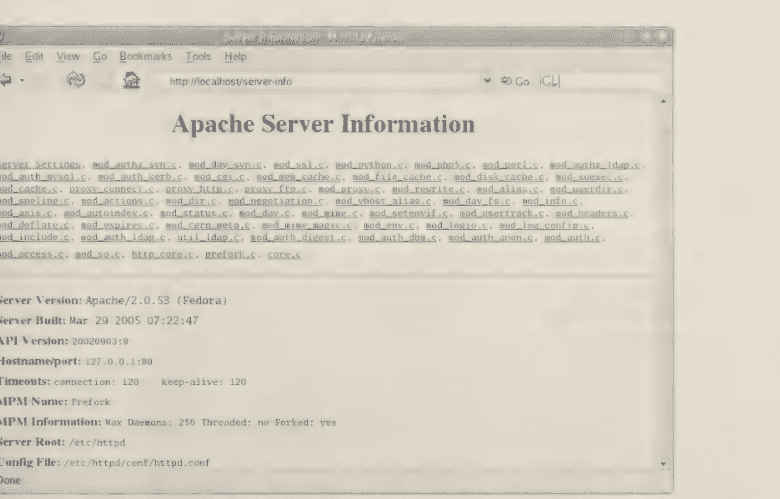 File Edit View Go Bookmarks Tools Help
http://localhost/server-info Go
Apache Server Information
Server Settings, mod_authz_svn.c, mod_dav_svn.c, mod_ssl.c, mod_python.c, mod_php5.c, mod_perl.c, mod_authz_ldap.c,
mod_auth_mysql.c, mod_auth_kerb.c, mod_cgi.c, mod_mem_cache.c, mod_file_cache.c, mod_disk_cache.c, mod_suexec.c,
mod_cache.c, proxy_connect.c, proxy_http.c, proxy_ftp.c, mod_proxy.c, mod_rewrite.c, mod_alias.c, mod_userdir.c,
mod_speling.c, mod_actions.c, mod_dir.c, mod_negotiation.c, mod_vhost_alias.c, mod_dav_fs.c, mod_info.c,
mod_asis.c, mod_autoindex.c, mod_status.c, mod_dav.c, mod_mime.c, mod_setenvif.c, mod_usertrack.c, mod_headers.c,
mod_deflate.c, mod_expires.c, mod_cern_meta.c, mod_mime_magic.c, mod_env.c, mod_logio.c, mod_log_config.c,
mod_include.c, mod_auth_ldap.c, util_ldap.c, mod_auth_digest.c, mod_auth_dbm.c, mod_auth_anon.c, mod_auth.c,
mod_access.c, mod_so.c, http_core.c, prefork.c, core.c
Server Version: Apache/2.0.53 (Fedora)
Server Built: Mar 29 2005 07:22:47
API Version: 20020903:9
Hostname/port: 127.0.0.1:80
Timeouts: connection: 120 keep-alive: 120
MPM Name: Prefork
MPM Information: Max Daemons: 256 Threaded: no Forked: yes
Server Root: /etc/httpd
Config File: /etc/httpd/conf/httpd.conf
Done